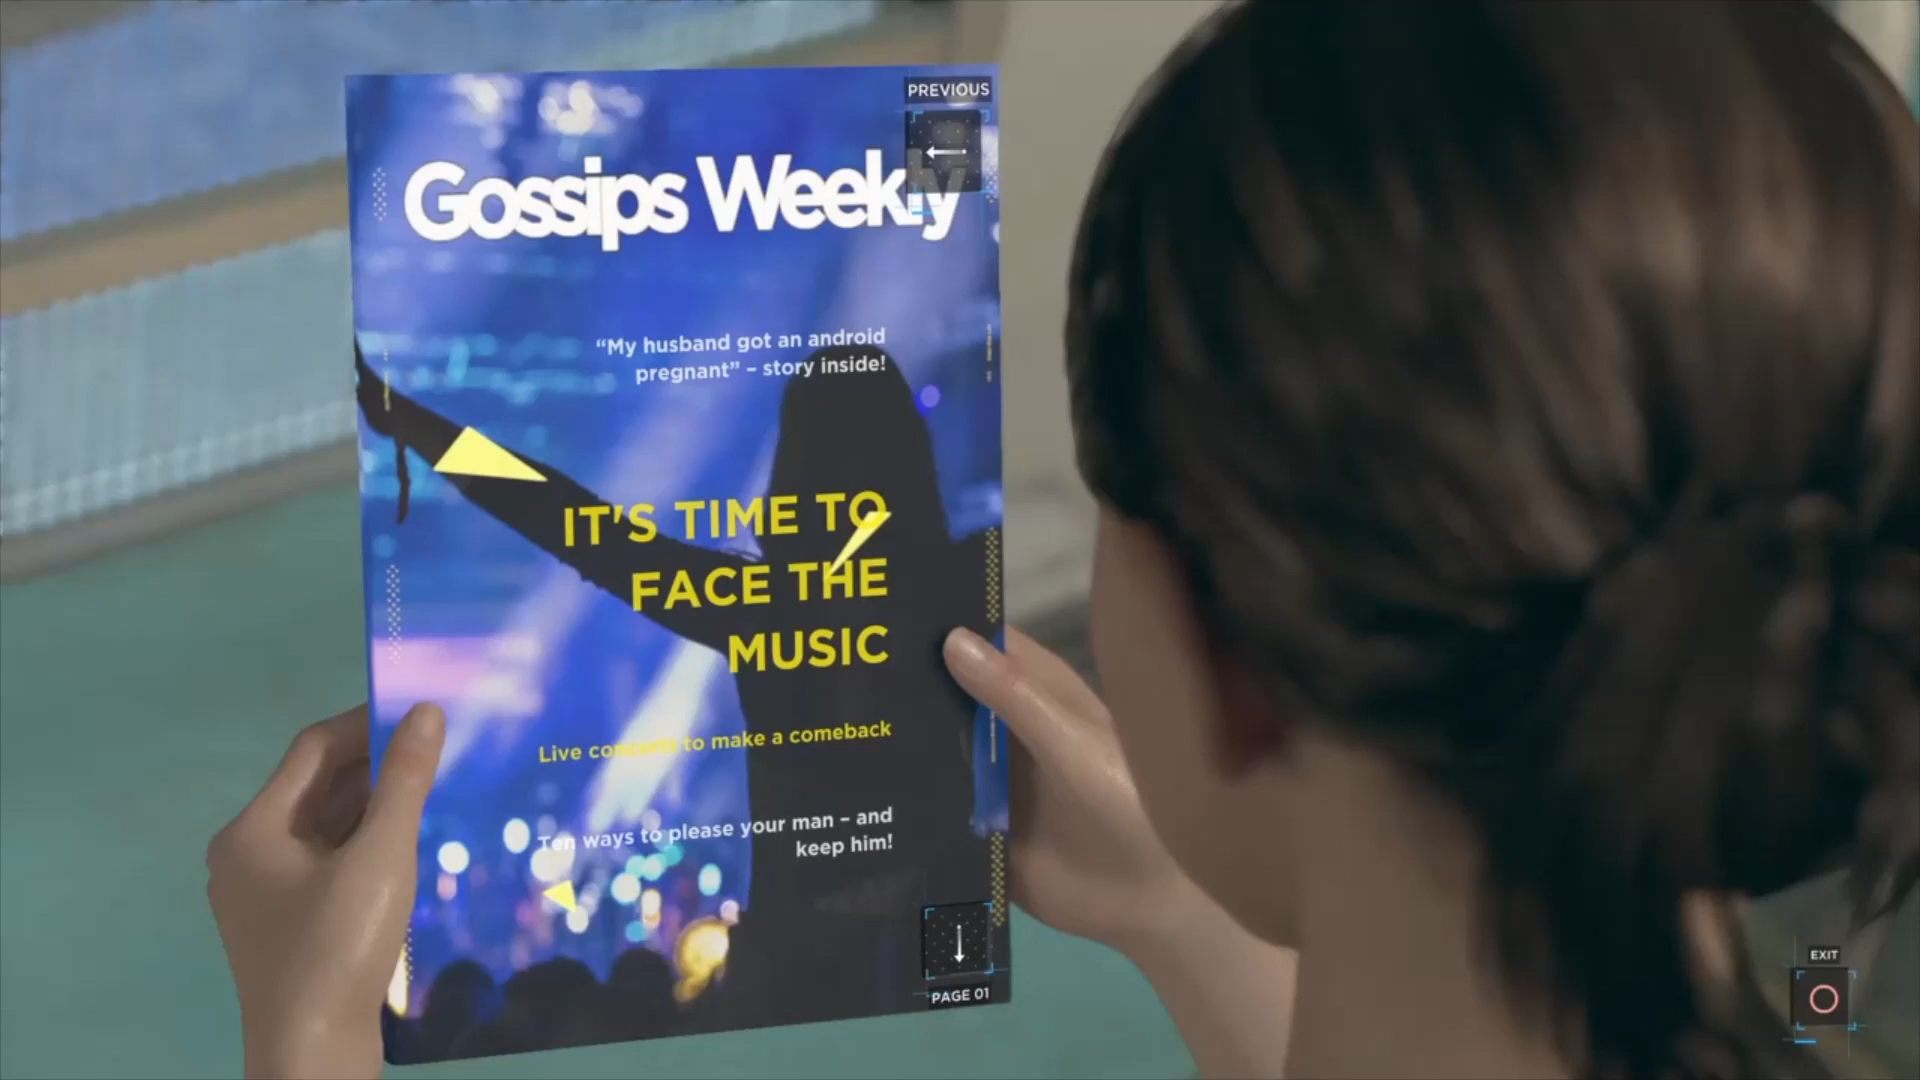 PREVIOUS
Gossips Weekly
“My husband got an android
pregnant” – story inside!
IT'S TIME TO
FACE THE
MUSIC
Live concerts to make a comeback
Ten ways to please your man – and
keep him!
PAGE 01
EXIT